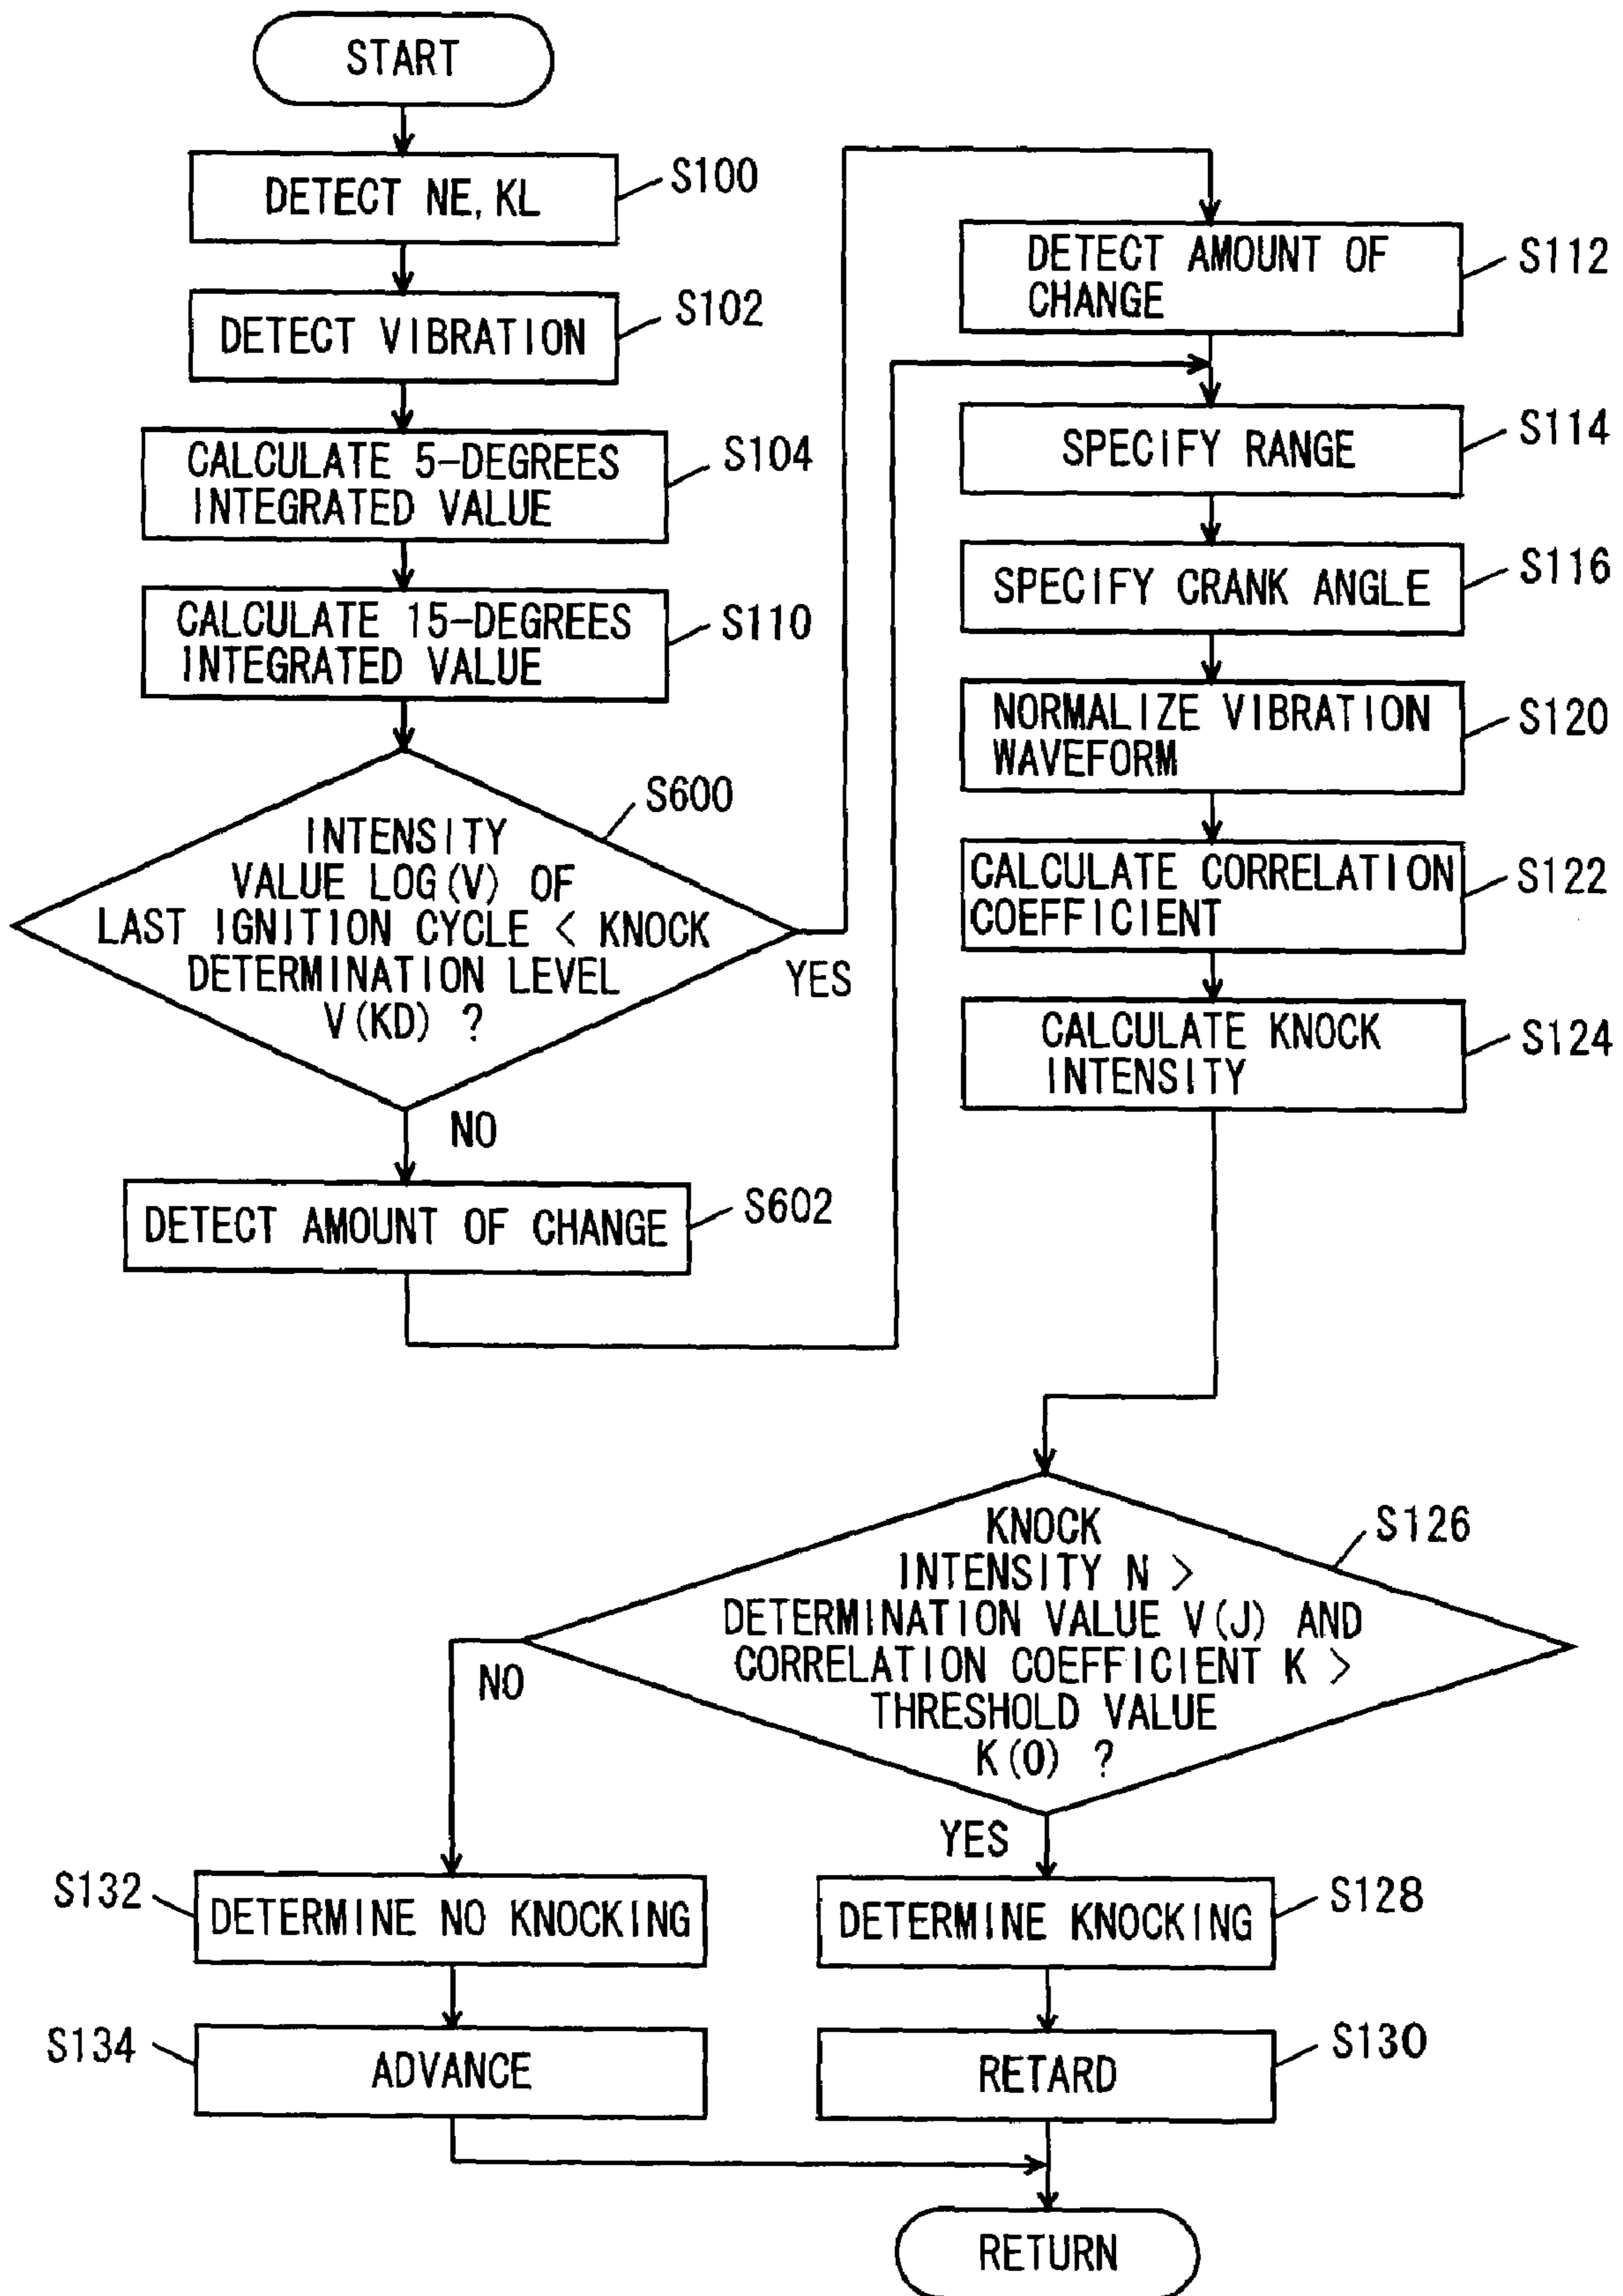 START
DETECT NE, KL
S100
DETECT VIBRATION
S102
CALCULATE 5-DEGREES
INTEGRATED VALUE
S104
CALCULATE 15-DEGREES
INTEGRATED VALUE
S110
INTENSITY
VALUE LOG(V) OF
LAST IGNITION CYCLE < KNOCK
DETERMINATION LEVEL
V(KD) ?
S600
YES
NO
DETECT AMOUNT OF CHANGE
S602
DETECT AMOUNT OF
CHANGE
S112
SPECIFY RANGE
S114
SPECIFY CRANK ANGLE
S116
NORMALIZE VIBRATION
WAVEFORM
S120
CALCULATE CORRELATION
COEFFICIENT
S122
CALCULATE KNOCK
INTENSITY
S124
KNOCK
INTENSITY N >
DETERMINATION VALUE V(J) AND
CORRELATION COEFFICIENT K >
THRESHOLD VALUE
K(0) ?
S126
NO
YES
S132
DETERMINE NO KNOCKING
DETERMINE KNOCKING
S128
S134
ADVANCE
RETARD
S130
RETURN